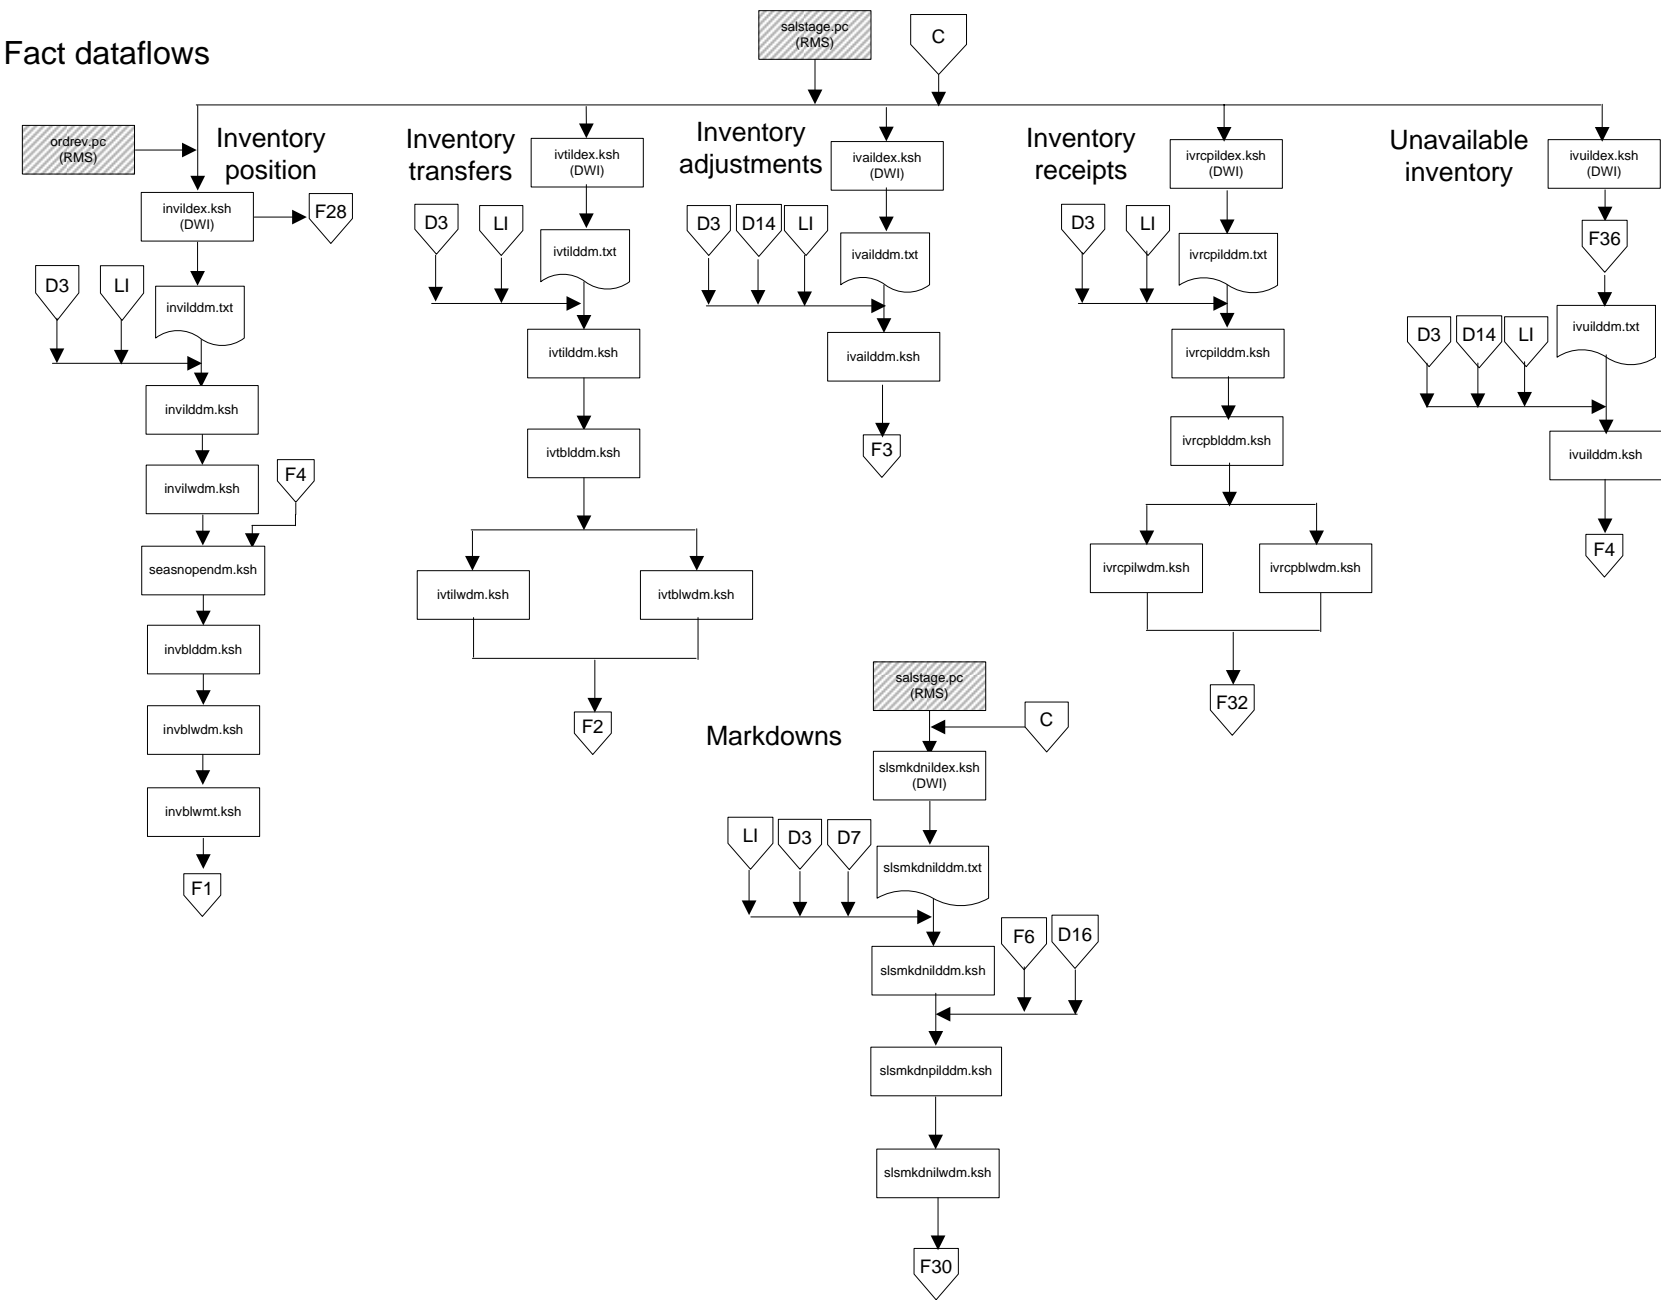 Fact dataflows
salstage.pc
(RMS)
C
ordrev.pc
(RMS)
Inventory
position
invildex.ksh
(DWI)
F28
D3
LI
invilddm.txt
invilddm.ksh
invilwdm.ksh
F4
seasnopendm.ksh
invblddm.ksh
invblwdm.ksh
invblwmt.ksh
F1
Inventory
transfers
ivtildex.ksh
(DWI)
D3
LI
ivtilddm.txt
ivtilddm.ksh
ivtblddm.ksh
ivtilwdm.ksh
ivtblwdm.ksh
F2
Inventory
adjustments
ivaildex.ksh
(DWI)
D3
D14
LI
ivailddm.txt
ivailddm.ksh
F3
Inventory
receipts
ivrcpildex.ksh
(DWI)
D3
LI
ivrcpilddm.txt
ivrcpilddm.ksh
ivrcpblddm.ksh
ivrcpilwdm.ksh
ivrcpblwdm.ksh
F32
Unavailable
inventory
ivuildex.ksh
(DWI)
F36
D3
D14
LI
ivuilddm.txt
ivuilddm.ksh
F4
Markdowns
salstage.pc
(RMS)
C
slsmkdnildex.ksh
(DWI)
LI
D3
D7
slsmkdnilddm.txt
F6
D16
slsmkdnilddm.ksh
slsmkdnpilddm.ksh
slsmkdnilwdm.ksh
F30